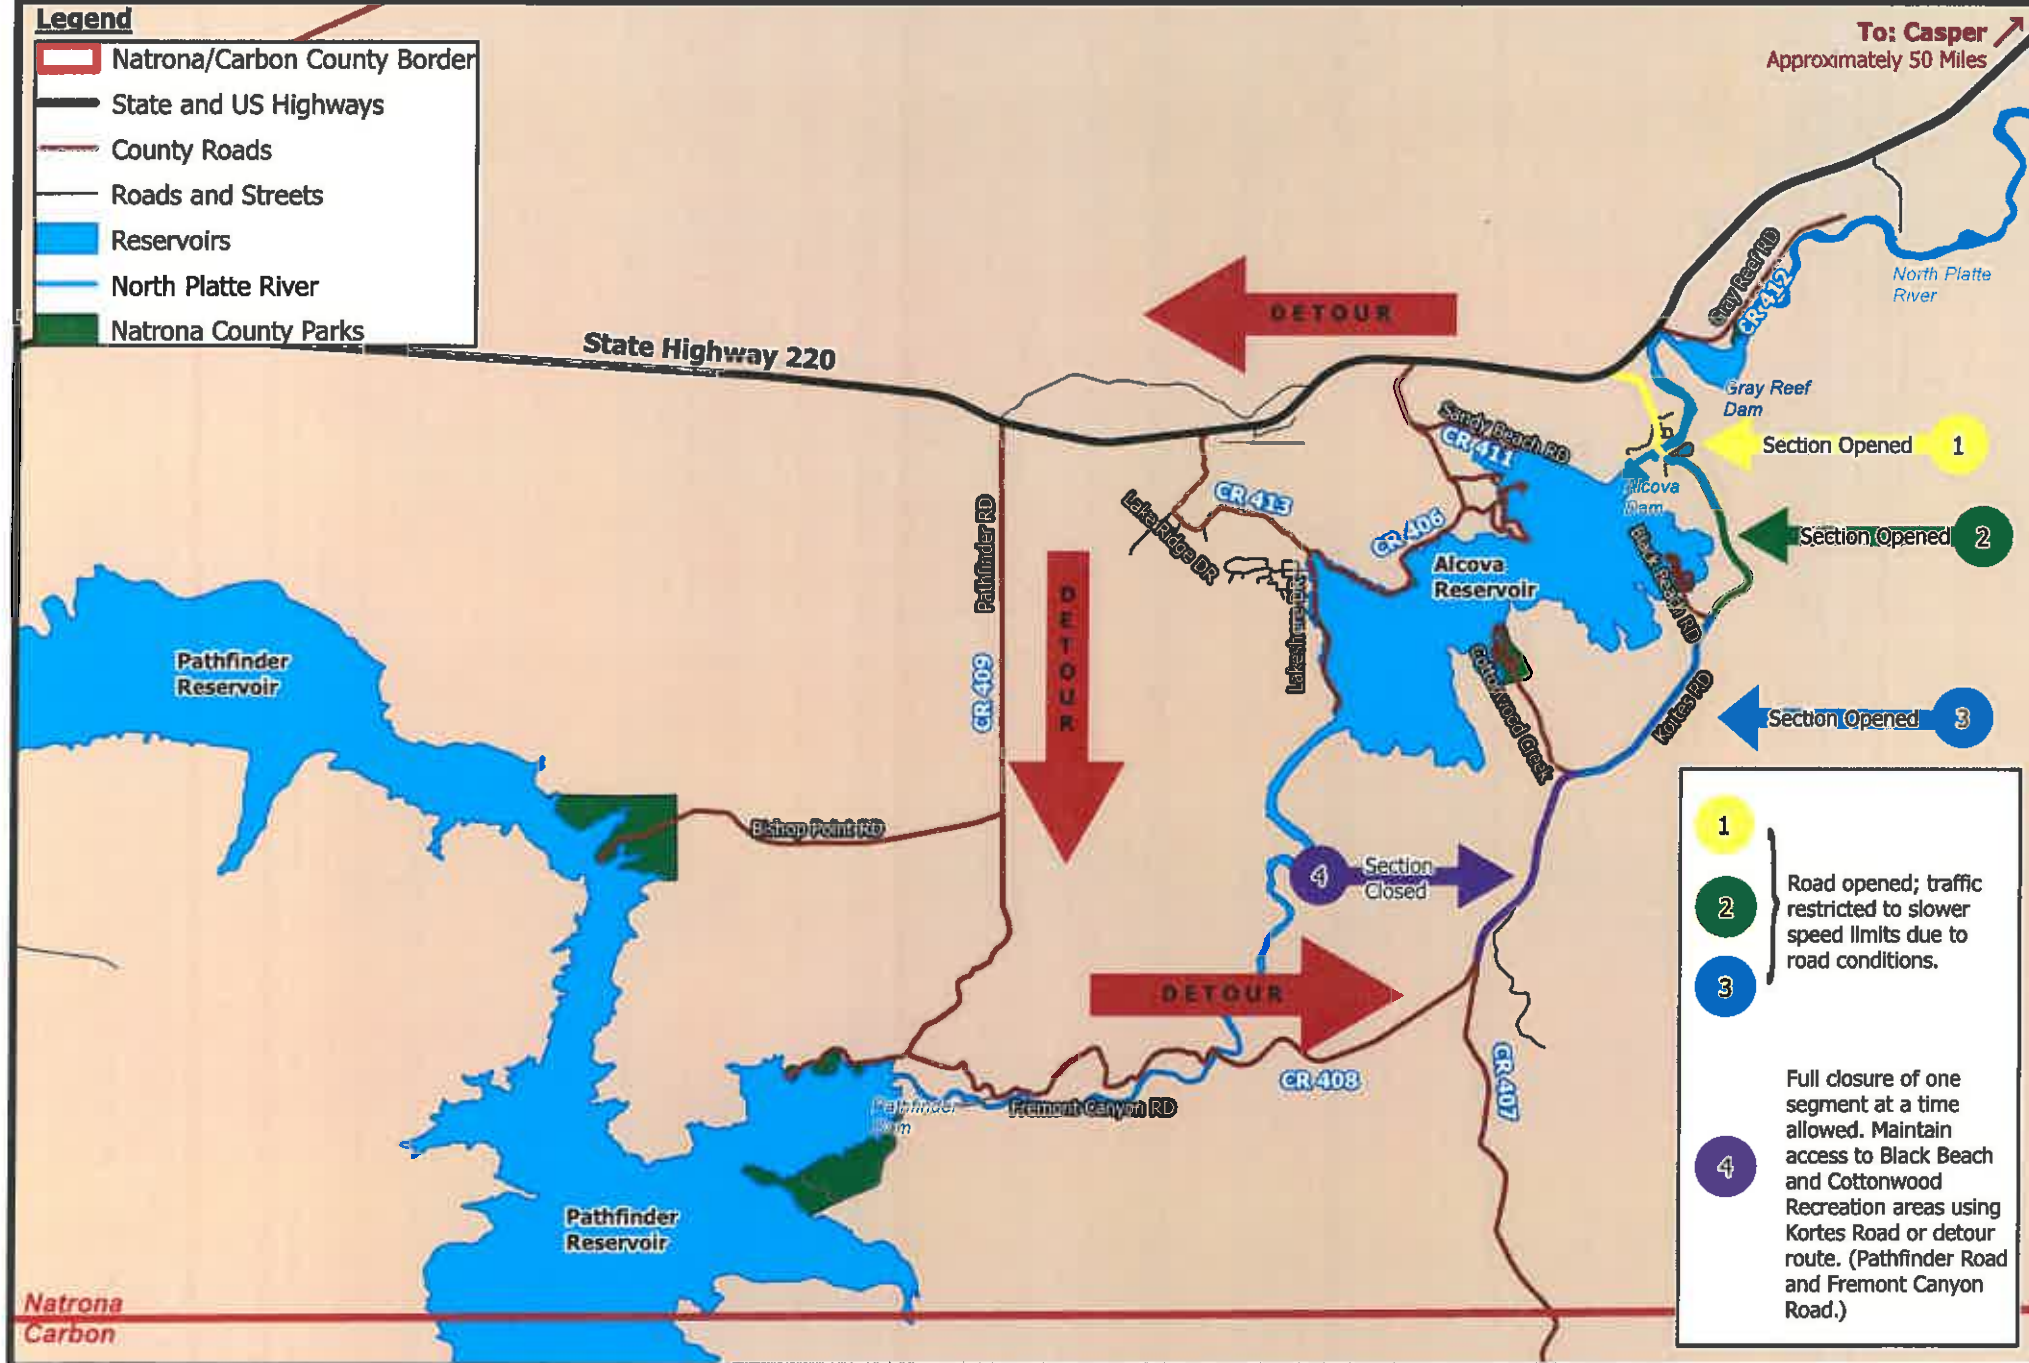 Legend
Natrona/Carbon County Border
State and US Highways
County Roads
Roads and Streets
Reservoirs
North Platte River
Natrona County Parks
To: Casper
Approximately 50 Miles
State Highway 220
DETOUR
Gray Reef RD
CR 412
North Platte
River
Gray Reef
Dam
Section Opened 1
Sandy Beach RD
CR 411
Alcova
Dam
Section Opened 2
CR 413
CR 406
Lake Ridge DR
Alcova
Reservoir
Black Beach RD
Pathfinder RD
DETOUR
CR 409
Cottonwood Creek
Kortes RD
Section Opened 3
Pathfinder
Reservoir
Bishop Point RD
4 Section
Closed
DETOUR
CR 408
CR 407
Pathfinder
Dam
Fremont Canyon RD
Pathfinder
Reservoir
1
2
3
Road opened; traffic
restricted to slower
speed limits due to
road conditions.
4
Full closure of one
segment at a time
allowed. Maintain
access to Black Beach
and Cottonwood
Recreation areas using
Kortes Road or detour
route. (Pathfinder Road
and Fremont Canyon
Road.)
Natrona
Carbon